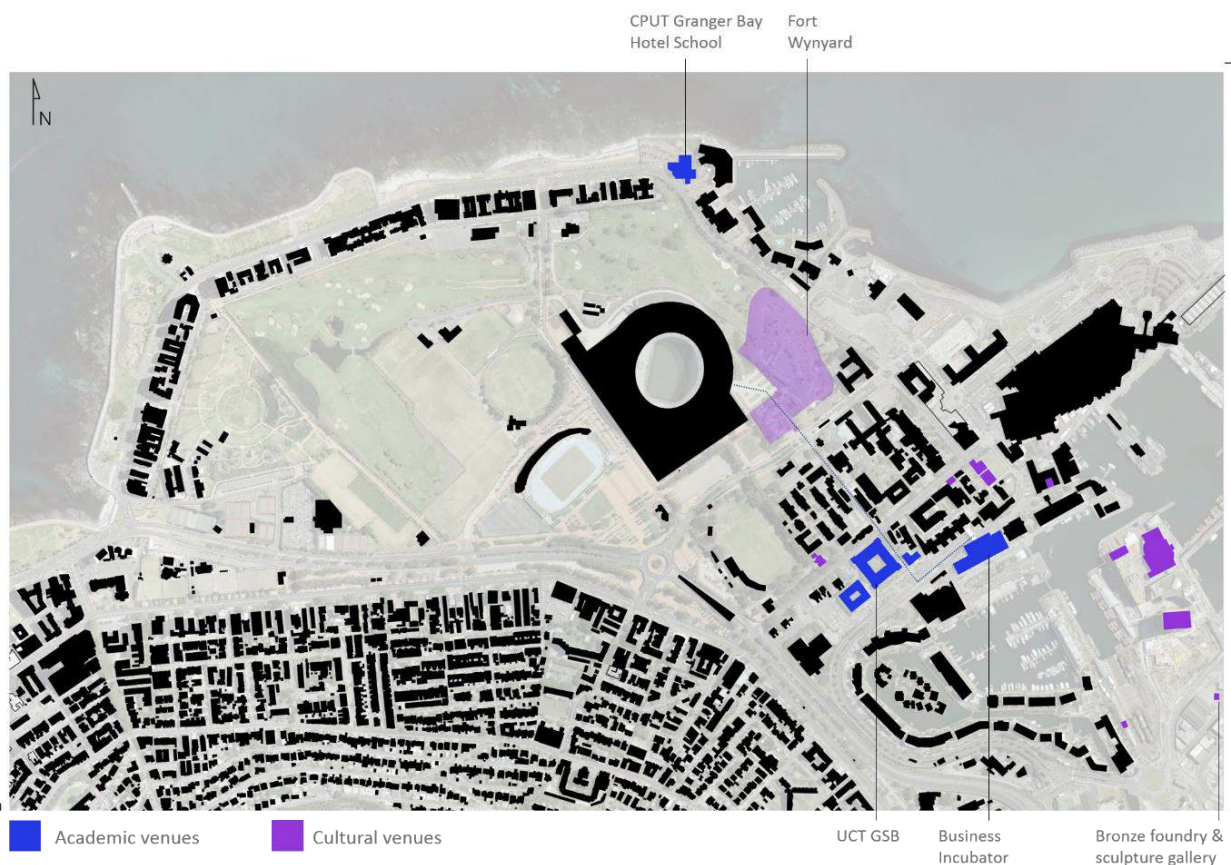 CPUT Granger Bay
Hotel School
Fort
Wynyard
N
Academic venues
Cultural venues
UCT GSB
Business
Incubator
Bronze foundry &
sculpture gallery